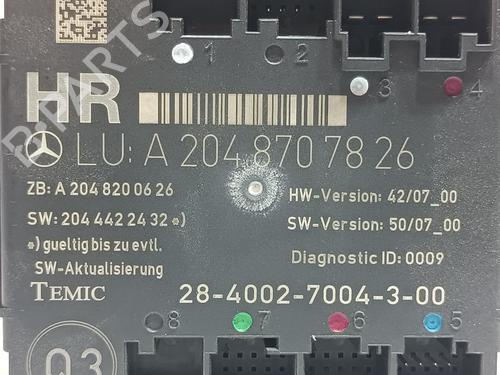 1 2 3 4
HR
LU: A 204 870 78 26
ZB: A 204 820 06 26
HW-Version: 42/07_00
SW: 204 442 24 32 *)
SW-Version: 50/07_00
*) gueltig bis zu evtl.
SW-Aktualisierung
Diagnostic ID: 0009
TEMIC
28-4002-7004-3-00
8 7 6 5
Q3
B-PARTS